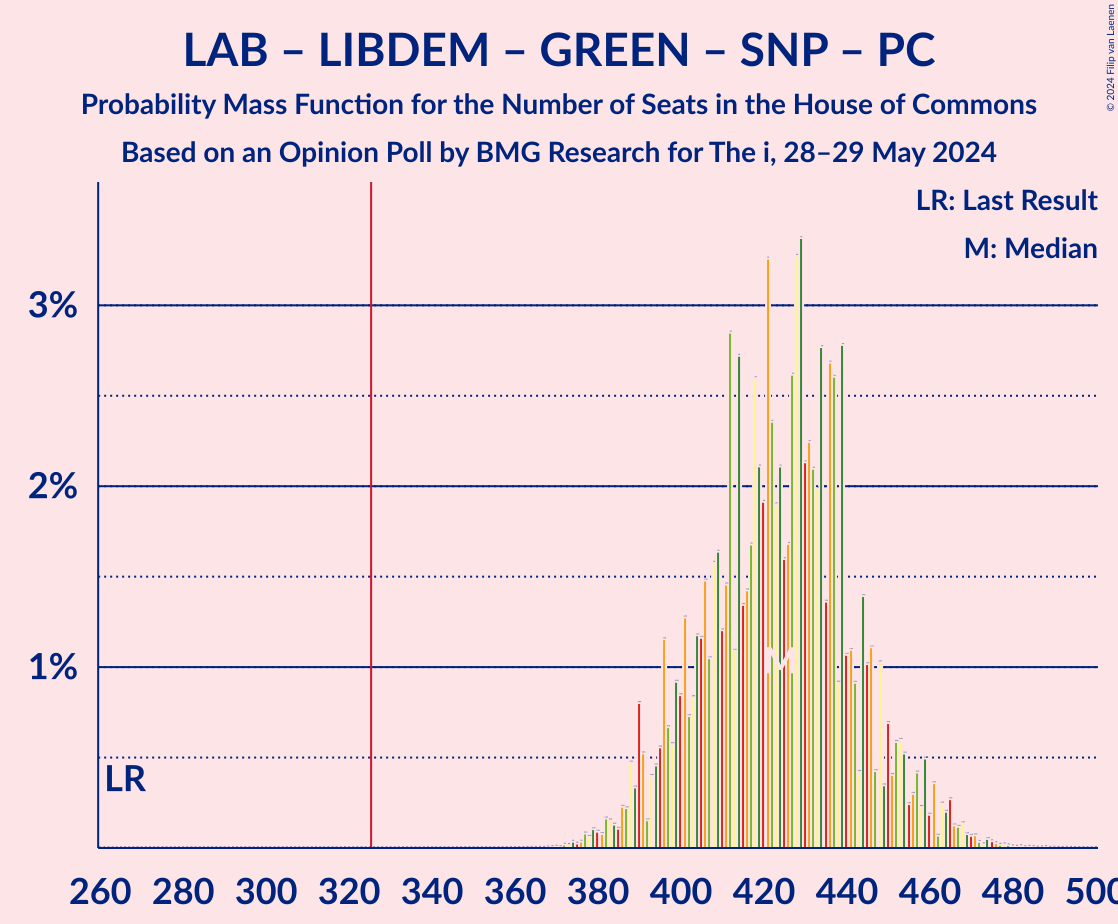 LAB – LIBDEM – GREEN – SNP – PC
Probability Mass Function for the Number of Seats in the House of Commons
Based on an Opinion Poll by BMG Research for The i, 28–29 May 2024
© 2024 Filip van Laenen
LR: Last Result
M: Median
3%
2%
1%
LR
M
260 280 300 320 340 360 380 400 420 440 460 480 500